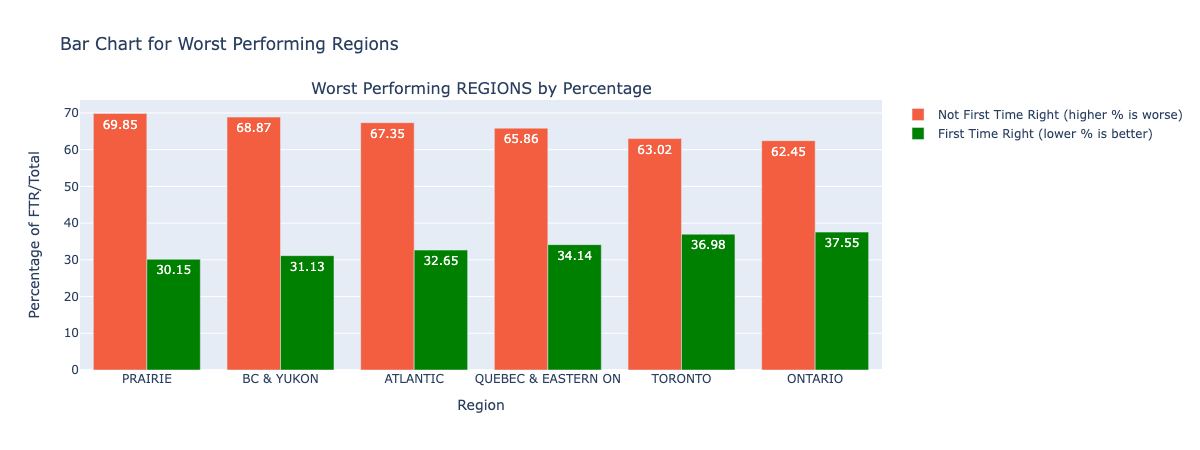 Bar Chart for Worst Performing Regions
Worst Performing REGIONS by Percentage
Not First Time Right (higher % is worse)
First Time Right (lower % is better)
Percentage of FTR/Total
70
60
50
40
30
20
10
0
69.85
30.15
68.87
31.13
67.35
32.65
65.86
34.14
63.02
36.98
62.45
37.55
PRAIRIE
BC & YUKON
ATLANTIC
QUEBEC & EASTERN ON
TORONTO
ONTARIO
Region